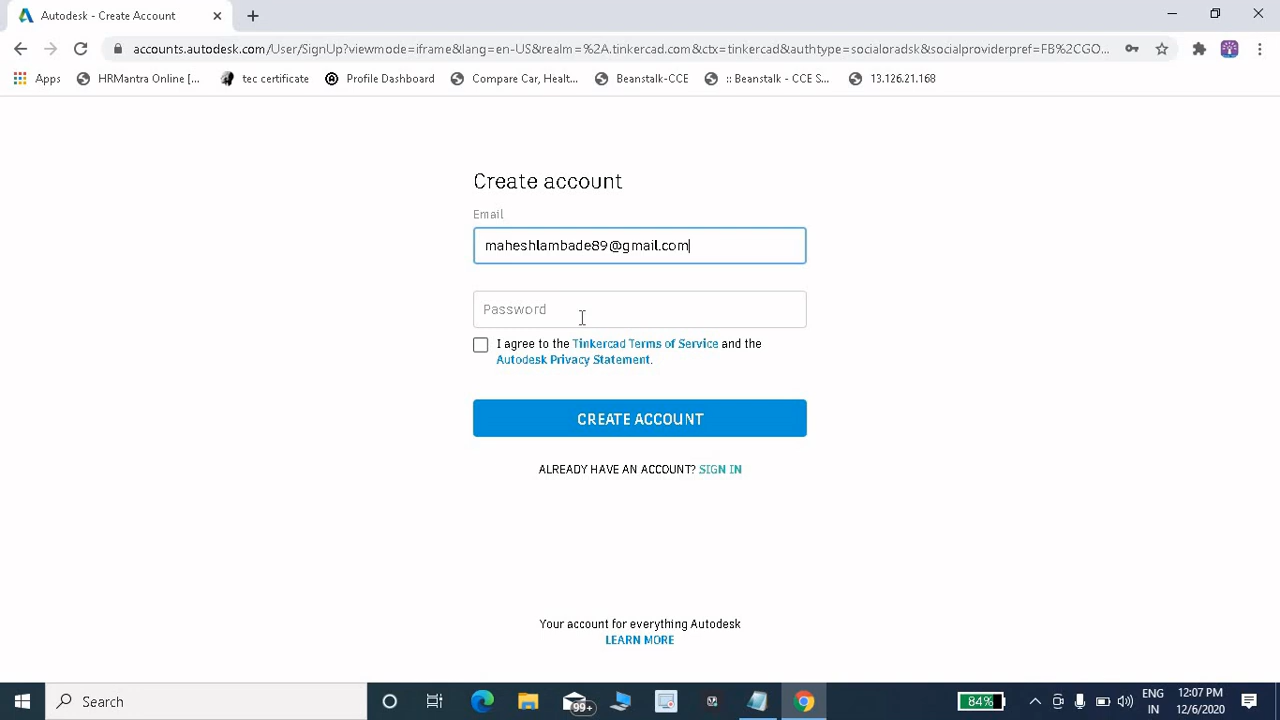 Autodesk - Create Account
accounts.autodesk.com/User/SignUp?viewmode=iframe&lang=en-US&realm=%2A.tinkercad.com&ctx=tinkercad&authtype=socialoradsk&socialproviderpref=FB%2CGO...
Apps HRMantra Online [... tec certificate Profile Dashboard Compare Car, Healt... Beanstalk-CCE :: Beanstalk - CCE S... 13.126.21.168
Create account
Email
maheshlambade89@gmail.com
Password
I agree to the Tinkercad Terms of Service and the
Autodesk Privacy Statement.
CREATE ACCOUNT
ALREADY HAVE AN ACCOUNT? SIGN IN
Your account for everything Autodesk
LEARN MORE
Search
99+
84%
ENG
IN
12:07 PM
12/6/2020